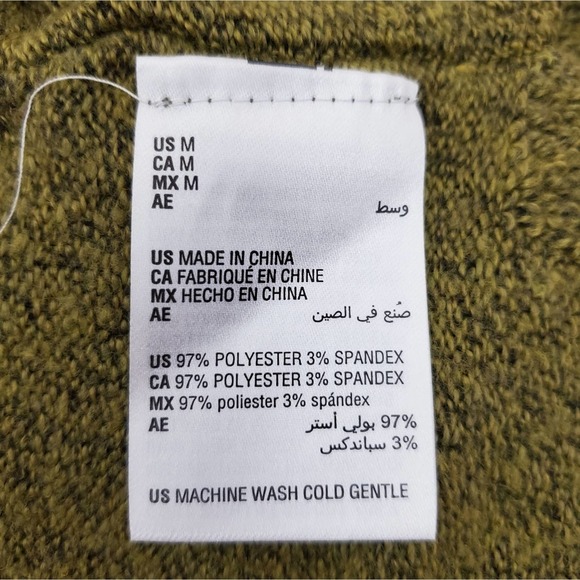 US M
CA M
MX M
AE وسط
US MADE IN CHINA
CA FABRIQUÉ EN CHINE
MX HECHO EN CHINA
AE صُنع في الصين
US 97% POLYESTER 3% SPANDEX
CA 97% POLYESTER 3% SPANDEX
MX 97% poliester 3% spándex
AE 97% بولي أستر
3% سباندكس
US MACHINE WASH COLD GENTLE